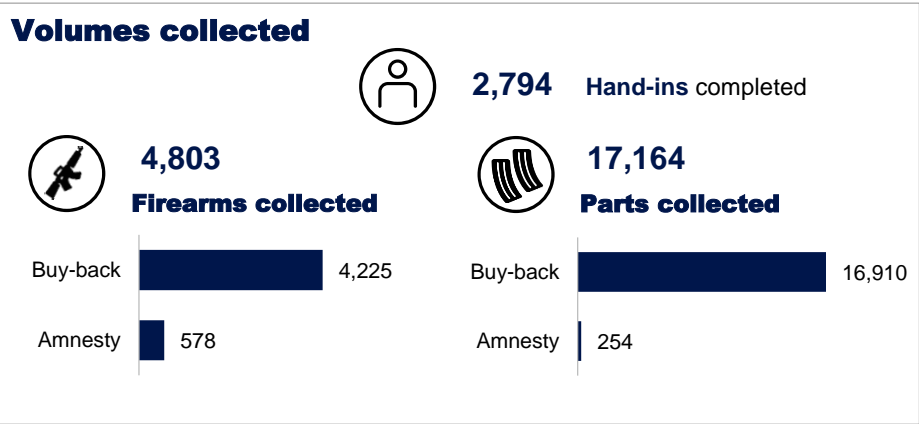 Volumes collected
2,794 Hand-ins completed
4,803
Firearms collected
Buy-back 4,225
Amnesty 578
17,164
Parts collected
Buy-back 16,910
Amnesty 254